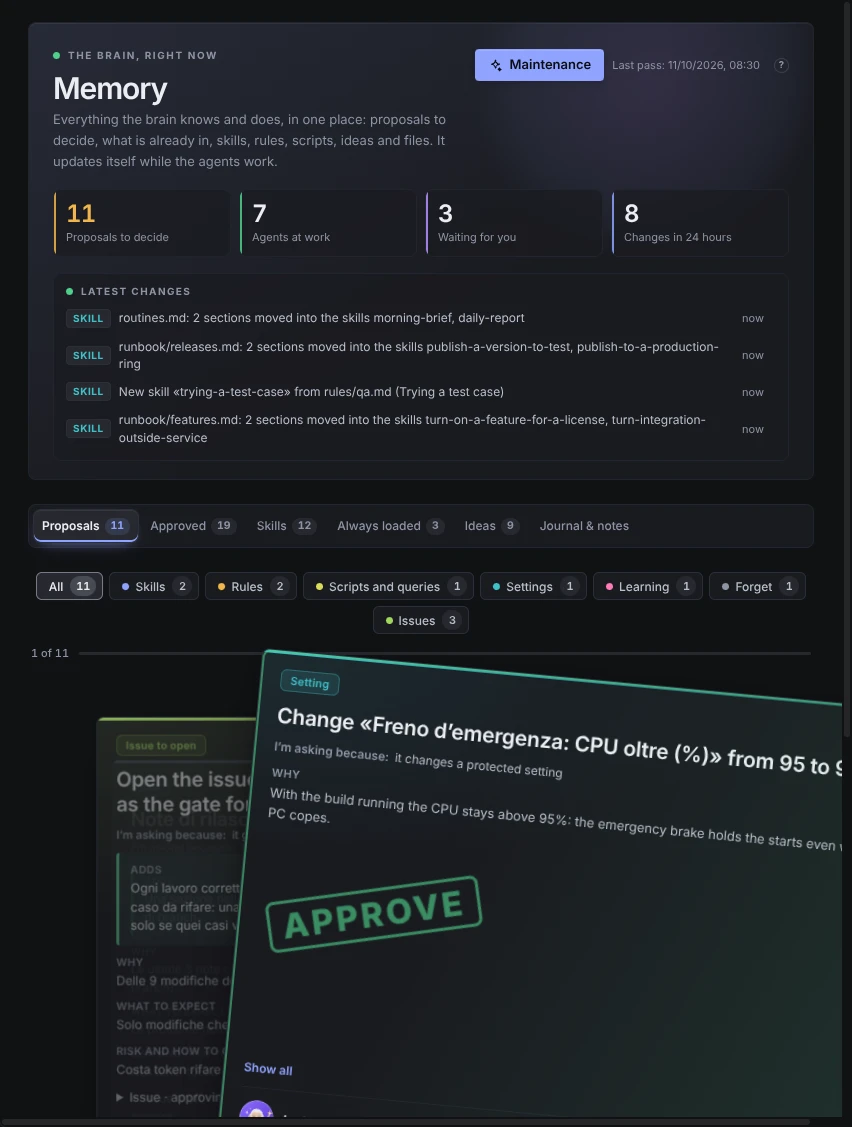 THE BRAIN, RIGHT NOW
Memory
Everything the brain knows and does, in one place: proposals to
decide, what is already in, skills, rules, scripts, ideas and files. It
updates itself while the agents work.
Maintenance
Last pass: 11/10/2026, 08:30
?
11
Proposals to decide
7
Agents at work
3
Waiting for you
8
Changes in 24 hours
LATEST CHANGES
SKILL routines.md: 2 sections moved into the skills morning-brief, daily-report now
SKILL runbook/releases.md: 2 sections moved into the skills publish-a-version-to-test, publish-to-a-production-
ring now
SKILL New skill «trying-a-test-case» from rules/qa.md (Trying a test case) now
SKILL runbook/features.md: 2 sections moved into the skills turn-on-a-feature-for-a-license, turn-integration-
outside-service now
Proposals 11 Approved 19 Skills 12 Always loaded 3 Ideas 9 Journal & notes
All 11 Skills 2 Rules 2 Scripts and queries 1 Settings 1 Learning 1 Forget 1
Issues 3
1 of 11
Setting
Change «Freno d’emergenza: CPU oltre (%)» from 95 to
I’m asking because: it changes a protected setting
WHY
With the build running the CPU stays above 95%: the emergency brake holds the starts even
PC copes.
APPROVE
Show all
Issue to open
Open the issue
as the gate for
I’m asking because:
ADDS
Ogni lavoro
caso da rifare: una
solo se quei casi
WHY
Delle 9 modifiche
WHAT TO EXPECT
Solo modifiche che
RISK AND HOW TO
Costa token rifare
Issue - approvin